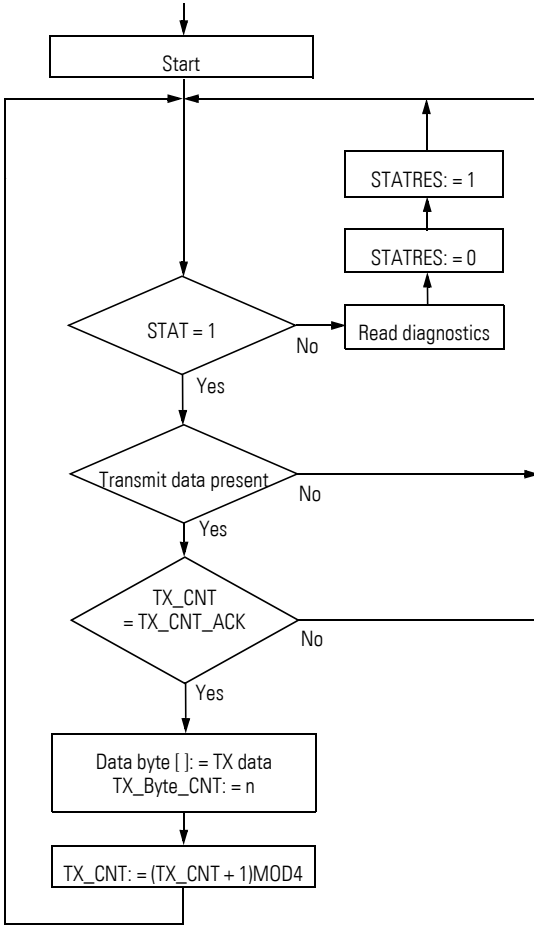 Start
STATRES: = 1
STATRES: = 0
STAT = 1
No
Read diagnostics
Yes
Transmit data present
No
Yes
TX_CNT
= TX_CNT_ACK
No
Yes
Data byte [ ]: = TX data
TX_Byte_CNT: = n
TX_CNT: = (TX_CNT + 1)MOD4